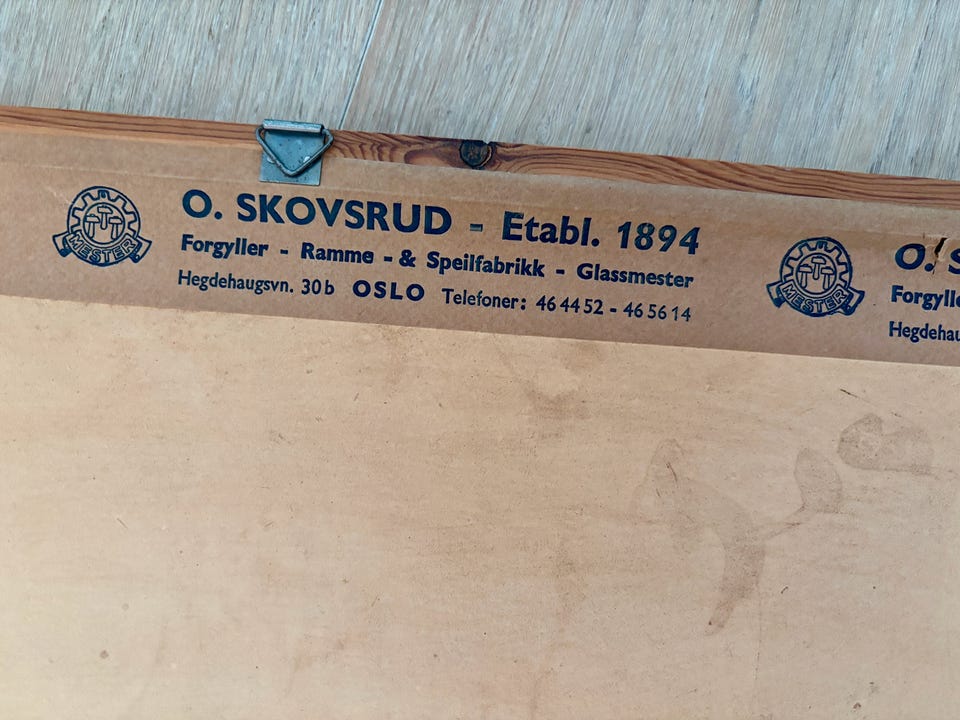 MESTER
O. SKOVSRUD - Etabl. 1894
Forgyller - Ramme - & Speilfabrikk - Glassmester
Hegdehaugsvn. 30b OSLO Telefoner: 46 44 52 - 46 56 14
MESTER
O. S
Forgylle
Hegdehau